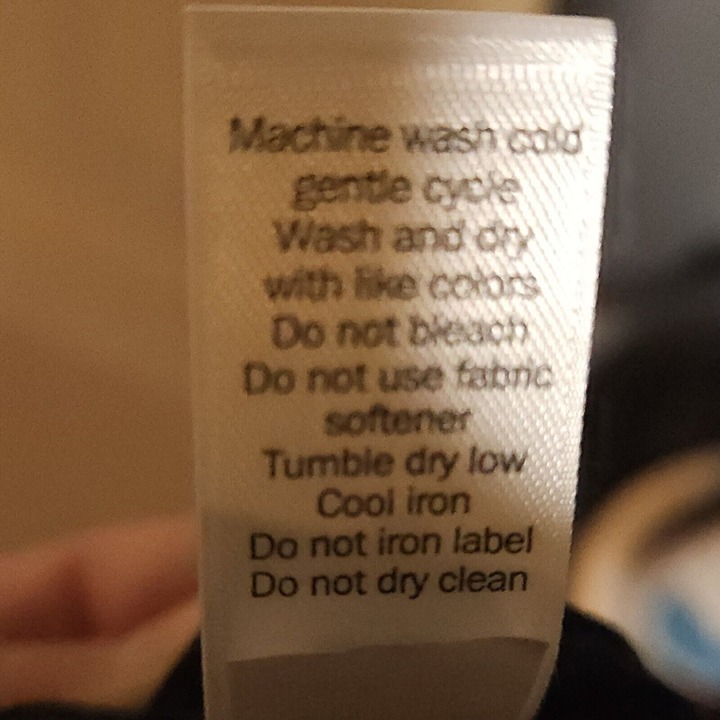 Machine wash cold
gentle cycle
Wash and dry
with like colors
Do not bleach
Do not use fabric
softener
Tumble dry low
Cool iron
Do not iron label
Do not dry clean